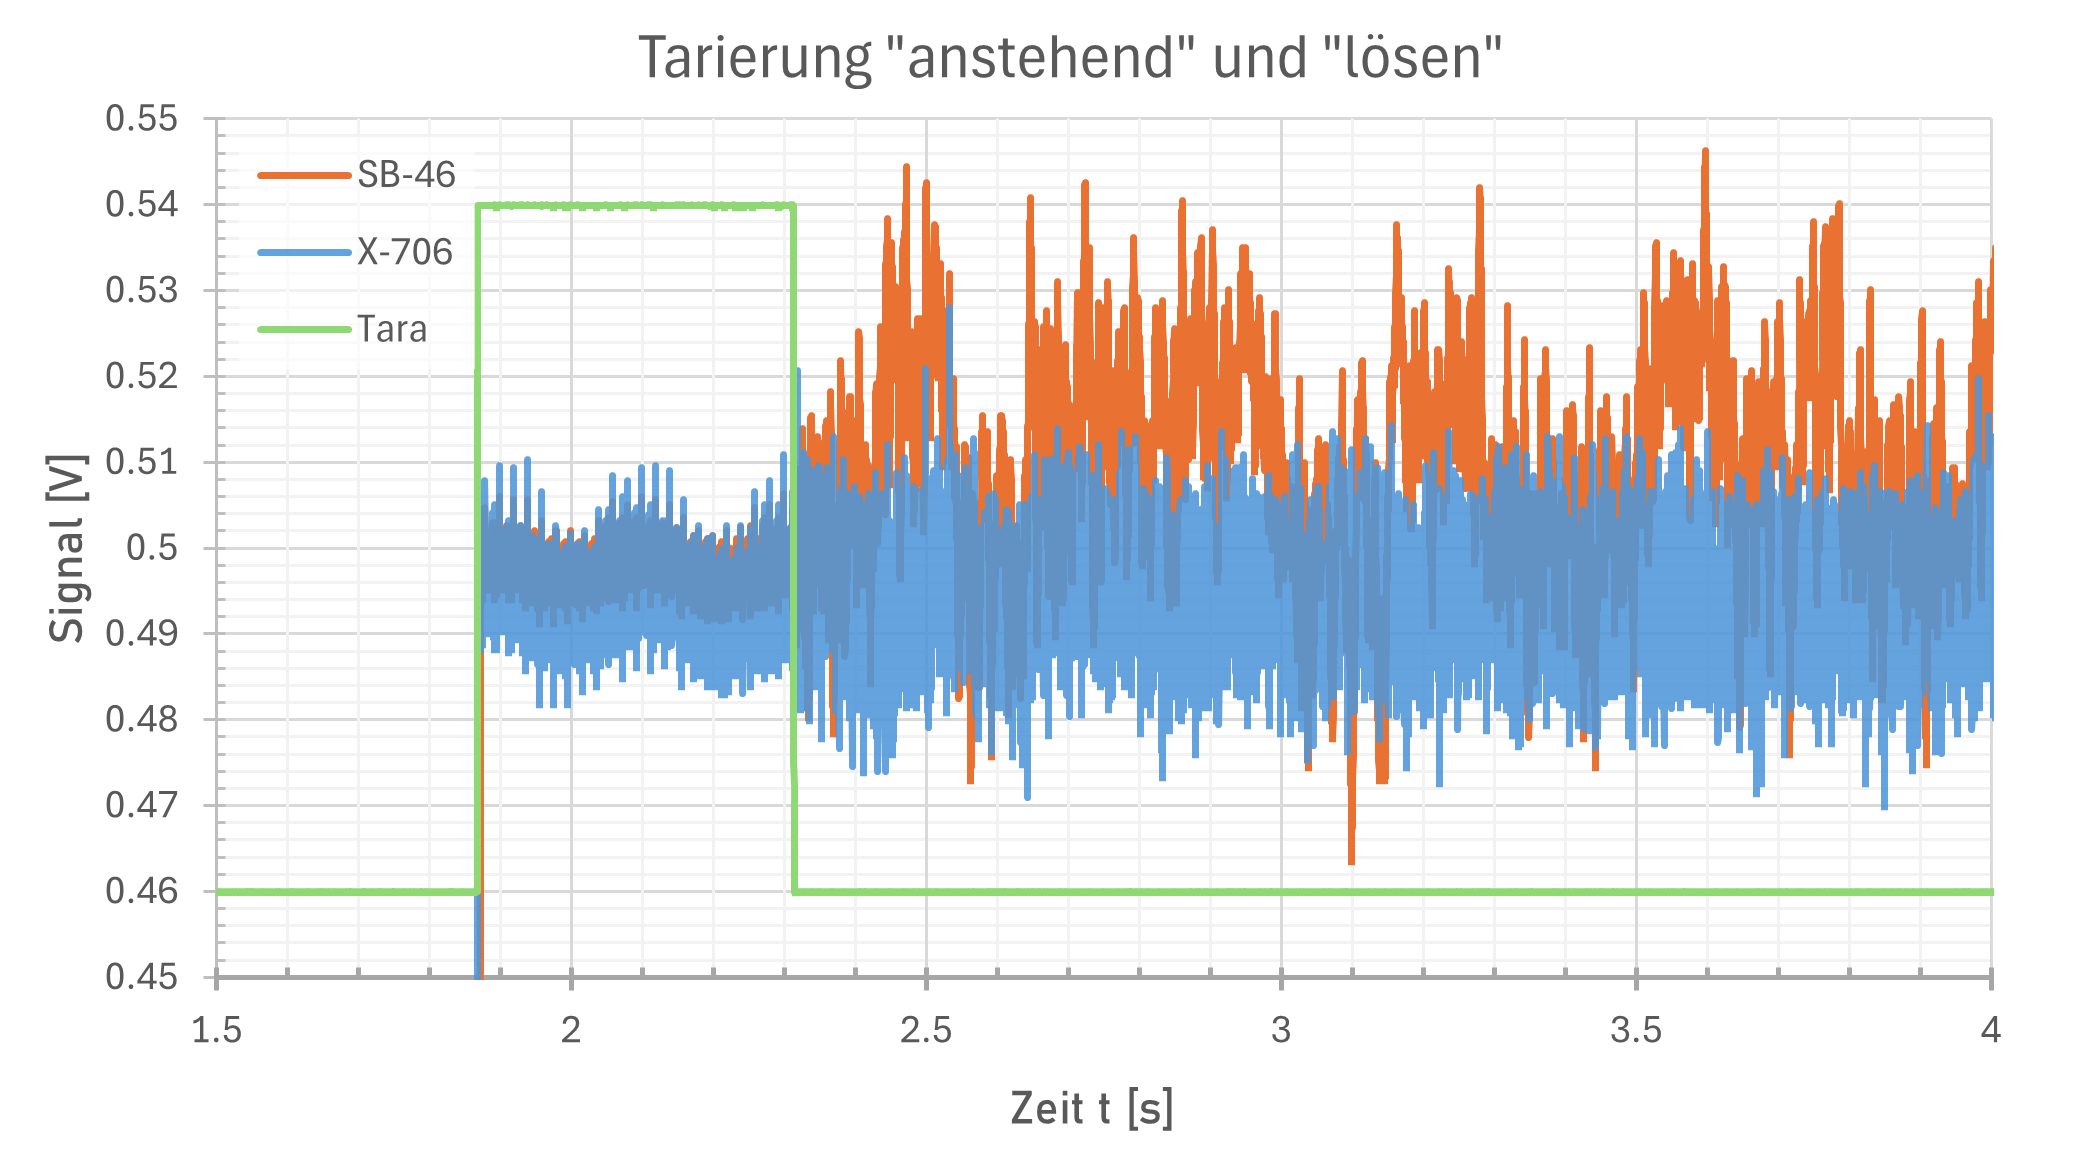 Tarierung "anstehend" und "lösen"
0.55
0.54
0.53
0.52
0.51
0.5
0.49
0.48
0.47
0.46
0.45
SB-46
X-706
Tara
Signal [V]
1.5 2 2.5 3 3.5 4
Zeit t [s]